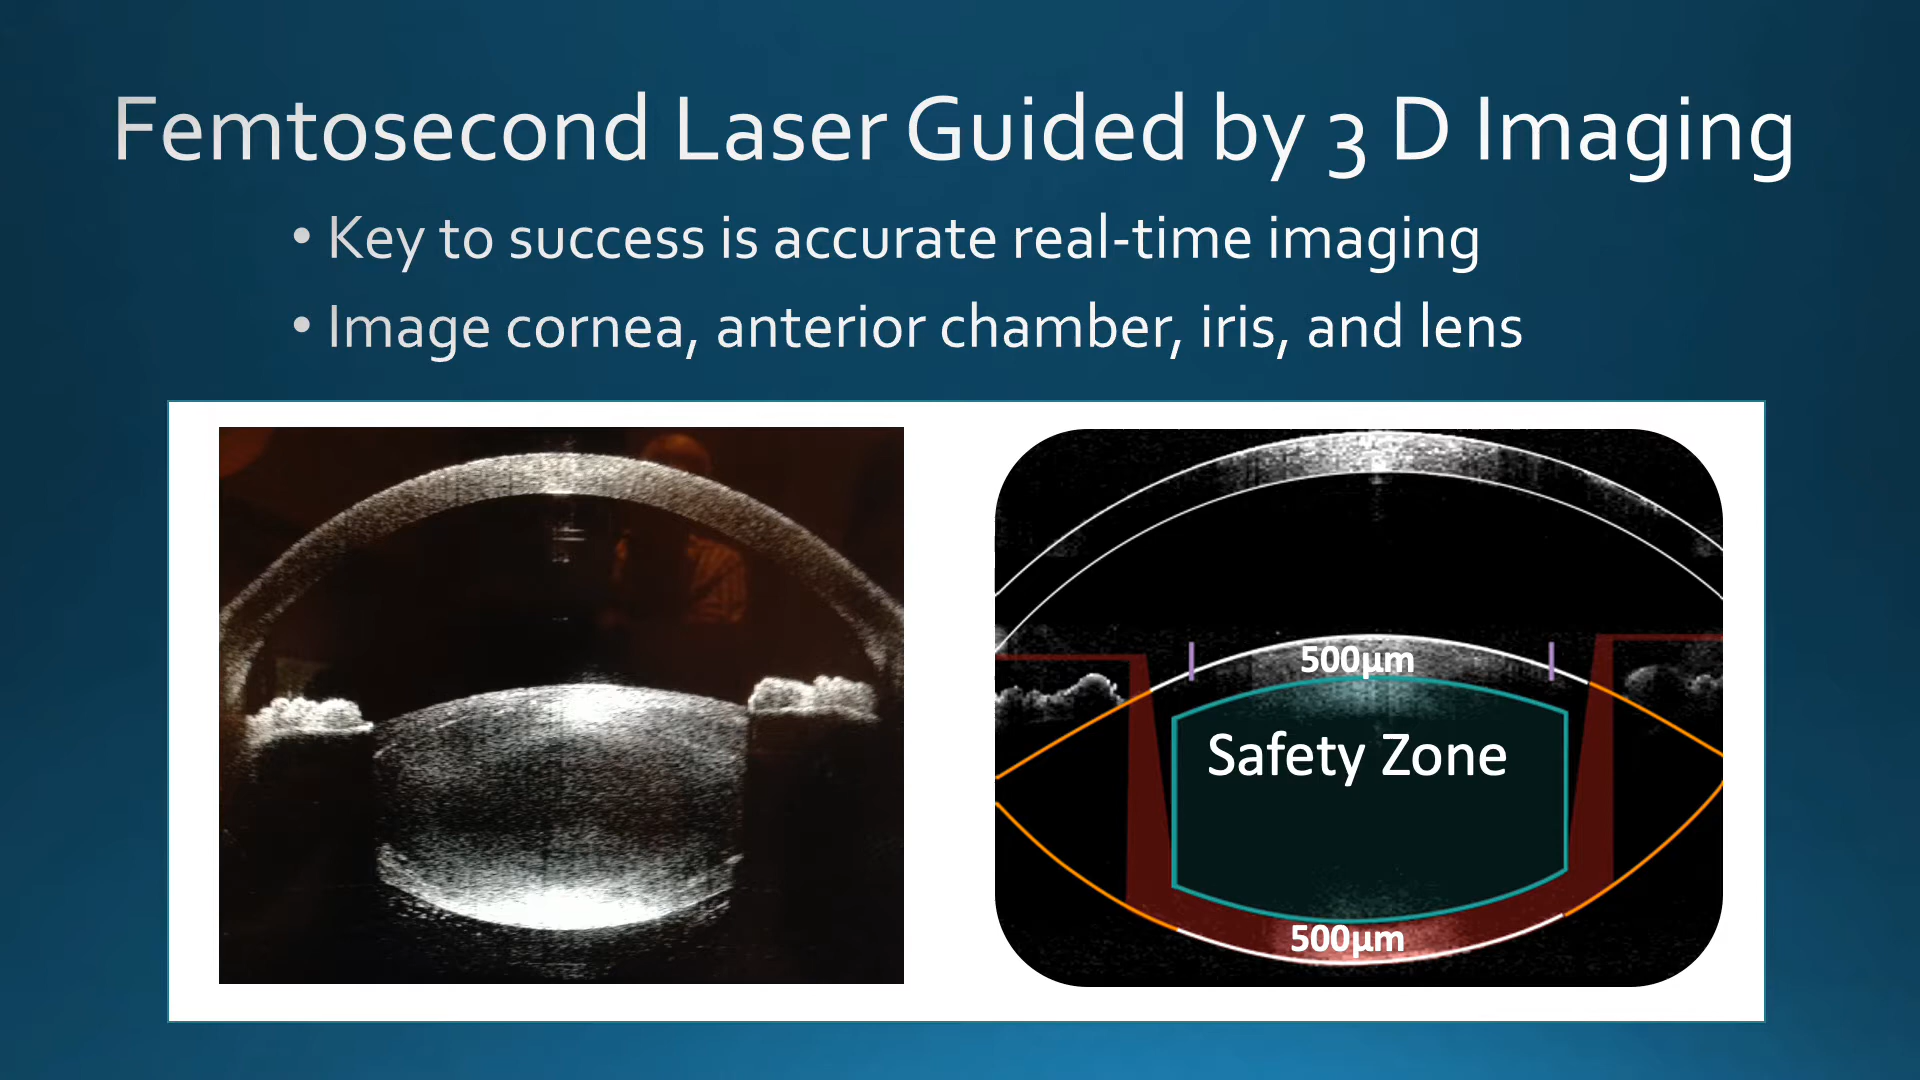 Femtosecond Laser Guided by 3 D Imaging
• Key to success is accurate real-time imaging
• Image cornea, anterior chamber, iris, and lens
500µm
Safety Zone
500µm